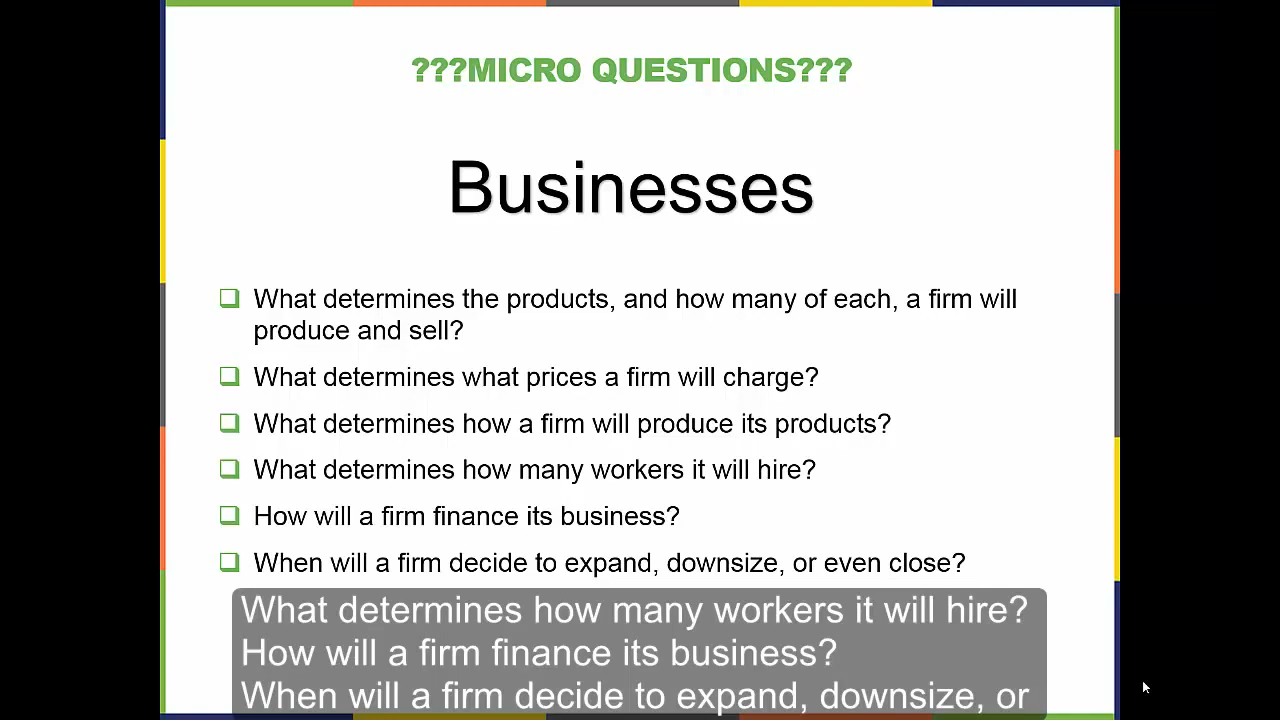 ???MICRO QUESTIONS???
Businesses
What determines the products, and how many of each, a firm will
produce and sell?
What determines what prices a firm will charge?
What determines how a firm will produce its products?
What determines how many workers it will hire?
How will a firm finance its business?
When will a firm decide to expand, downsize, or even close?
What determines how many workers it will hire?
How will a firm finance its business?
When will a firm decide to expand, downsize, or